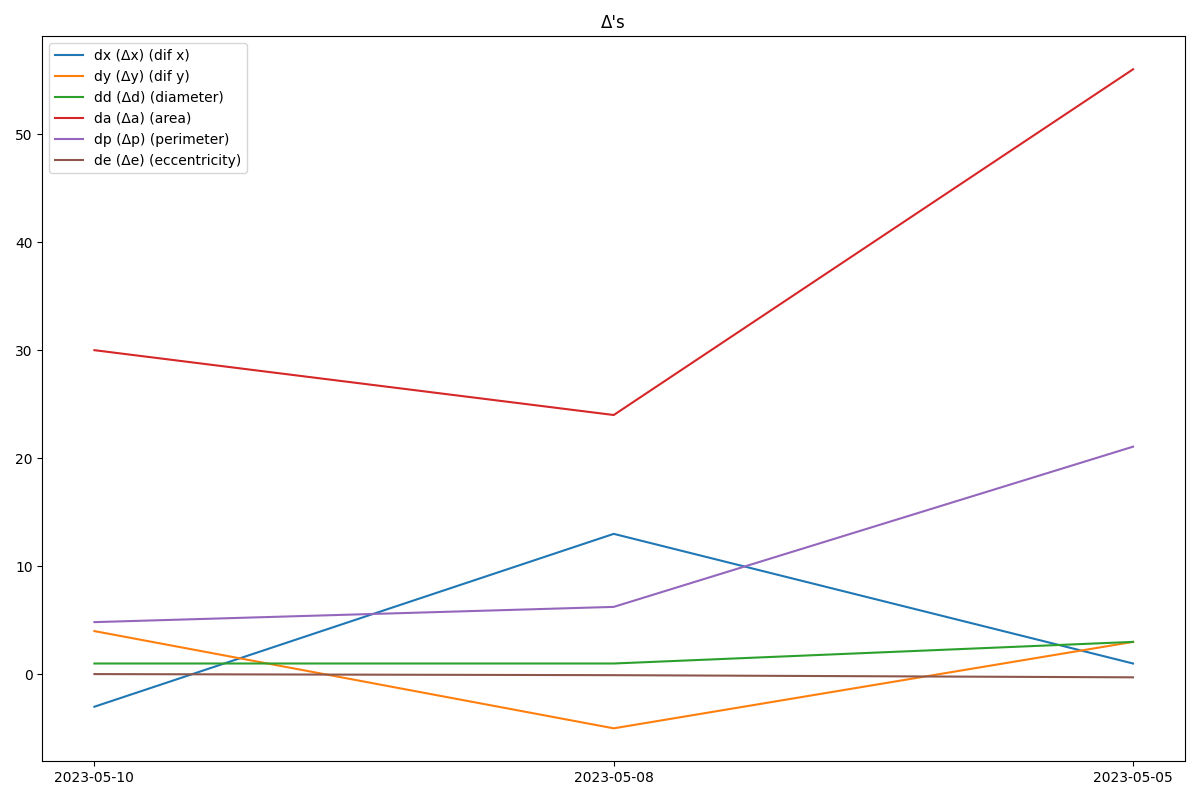 Δ's
dx (Δx) (dif x)
dy (Δy) (dif y)
dd (Δd) (diameter)
da (Δa) (area)
dp (Δp) (perimeter)
de (Δe) (eccentricity)
50
40
30
20
10
0
2023-05-10 2023-05-08 2023-05-05